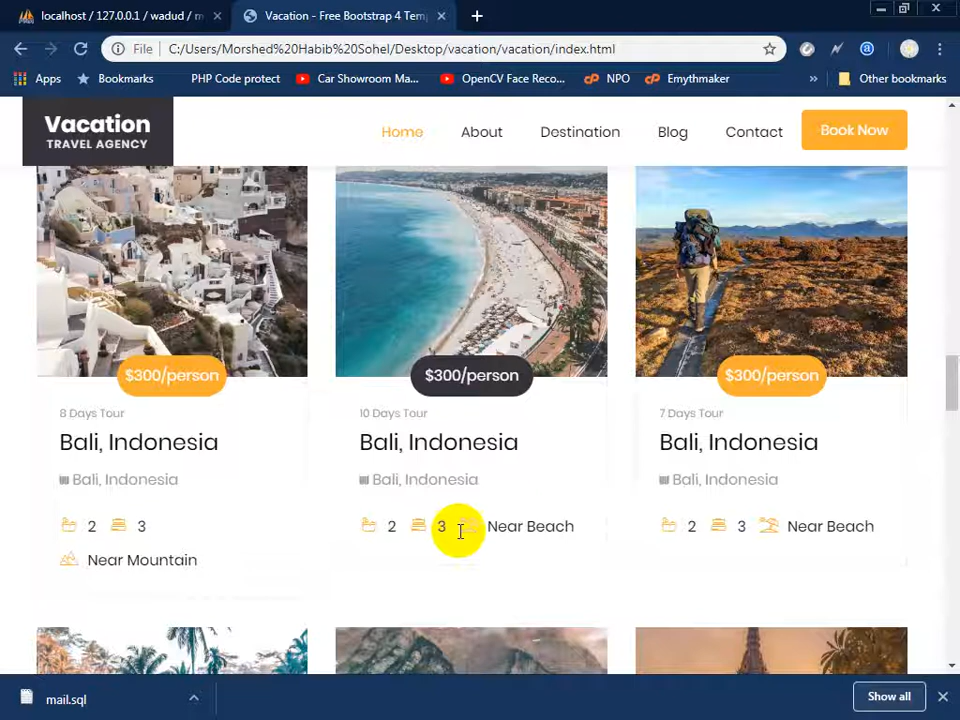 localhost / 127.0.0.1 / wadud / m
Vacation - Free Bootstrap 4 Temp
File
C:/Users/Morshed%20Habib%20Sohel/Desktop/vacation/vacation/index.html
Apps
Bookmarks
PHP Code protect
Car Showroom Ma...
OpenCV Face Reco...
NPO
Emythmaker
»
Other bookmarks
Vacation
TRAVEL AGENCY
Home
About
Destination
Blog
Contact
Book Now
$300/person
$300/person
$300/person
8 Days Tour
10 Days Tour
7 Days Tour
Bali, Indonesia
Bali, Indonesia
Bali, Indonesia
Bali, Indonesia
Bali, Indonesia
Bali, Indonesia
2 3
2 3 Near Beach
2 3 Near Beach
Near Mountain
mail.sql
Show all